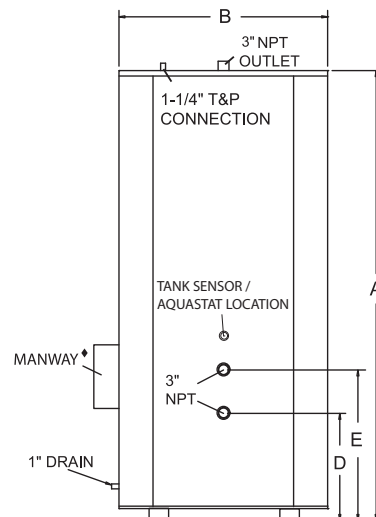 B
3" NPT
OUTLET
1-1/4" T&P
CONNECTION
A
TANK SENSOR /
AQUASTAT LOCATION
MANWAY♦
3"
NPT
E
D
1" DRAIN